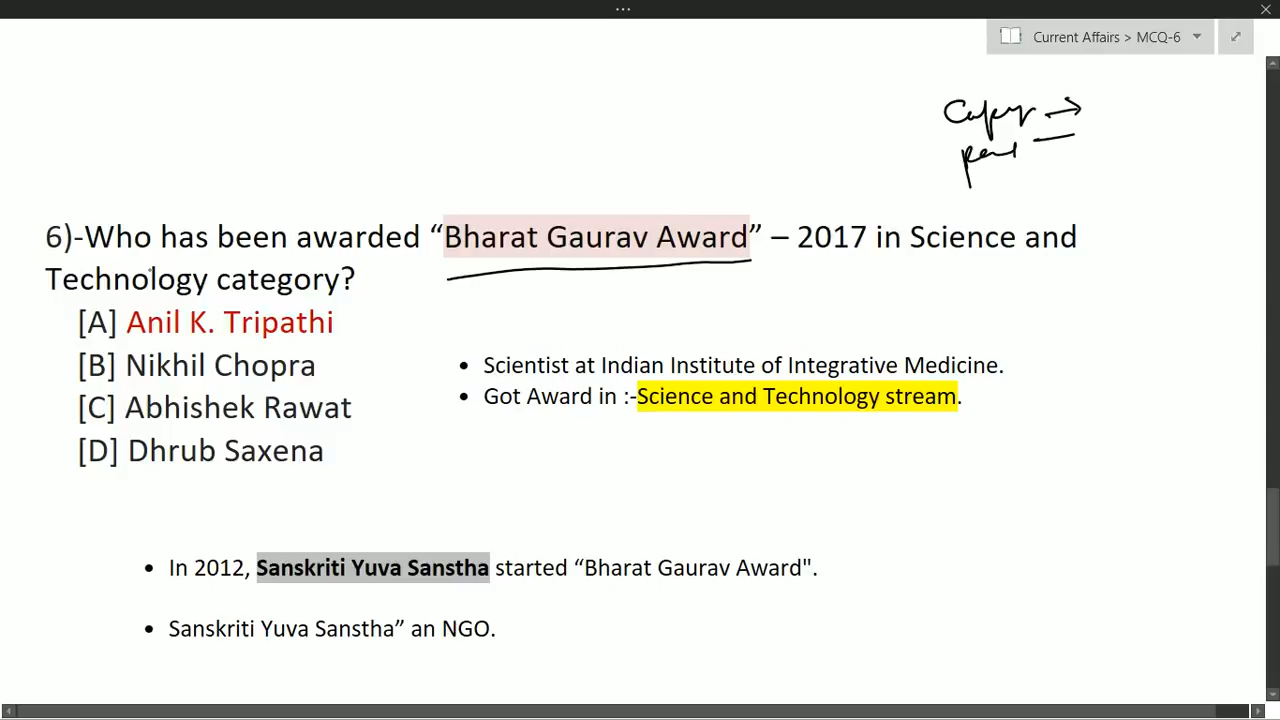 Current Affairs > MCQ-6
6)-Who has been awarded “Bharat Gaurav Award” – 2017 in Science and
Technology category?
[A] Anil K. Tripathi
[B] Nikhil Chopra
[C] Abhishek Rawat
[D] Dhrub Saxena
• Scientist at Indian Institute of Integrative Medicine.
• Got Award in :-Science and Technology stream.
• In 2012, Sanskriti Yuva Sanstha started “Bharat Gaurav Award".
• Sanskriti Yuva Sanstha” an NGO.